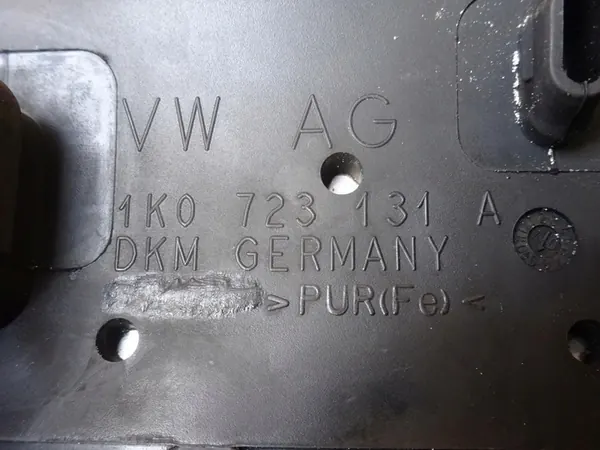 VW AG
1K0 723 131 A
DKM GERMANY
>PUR(Fe)<